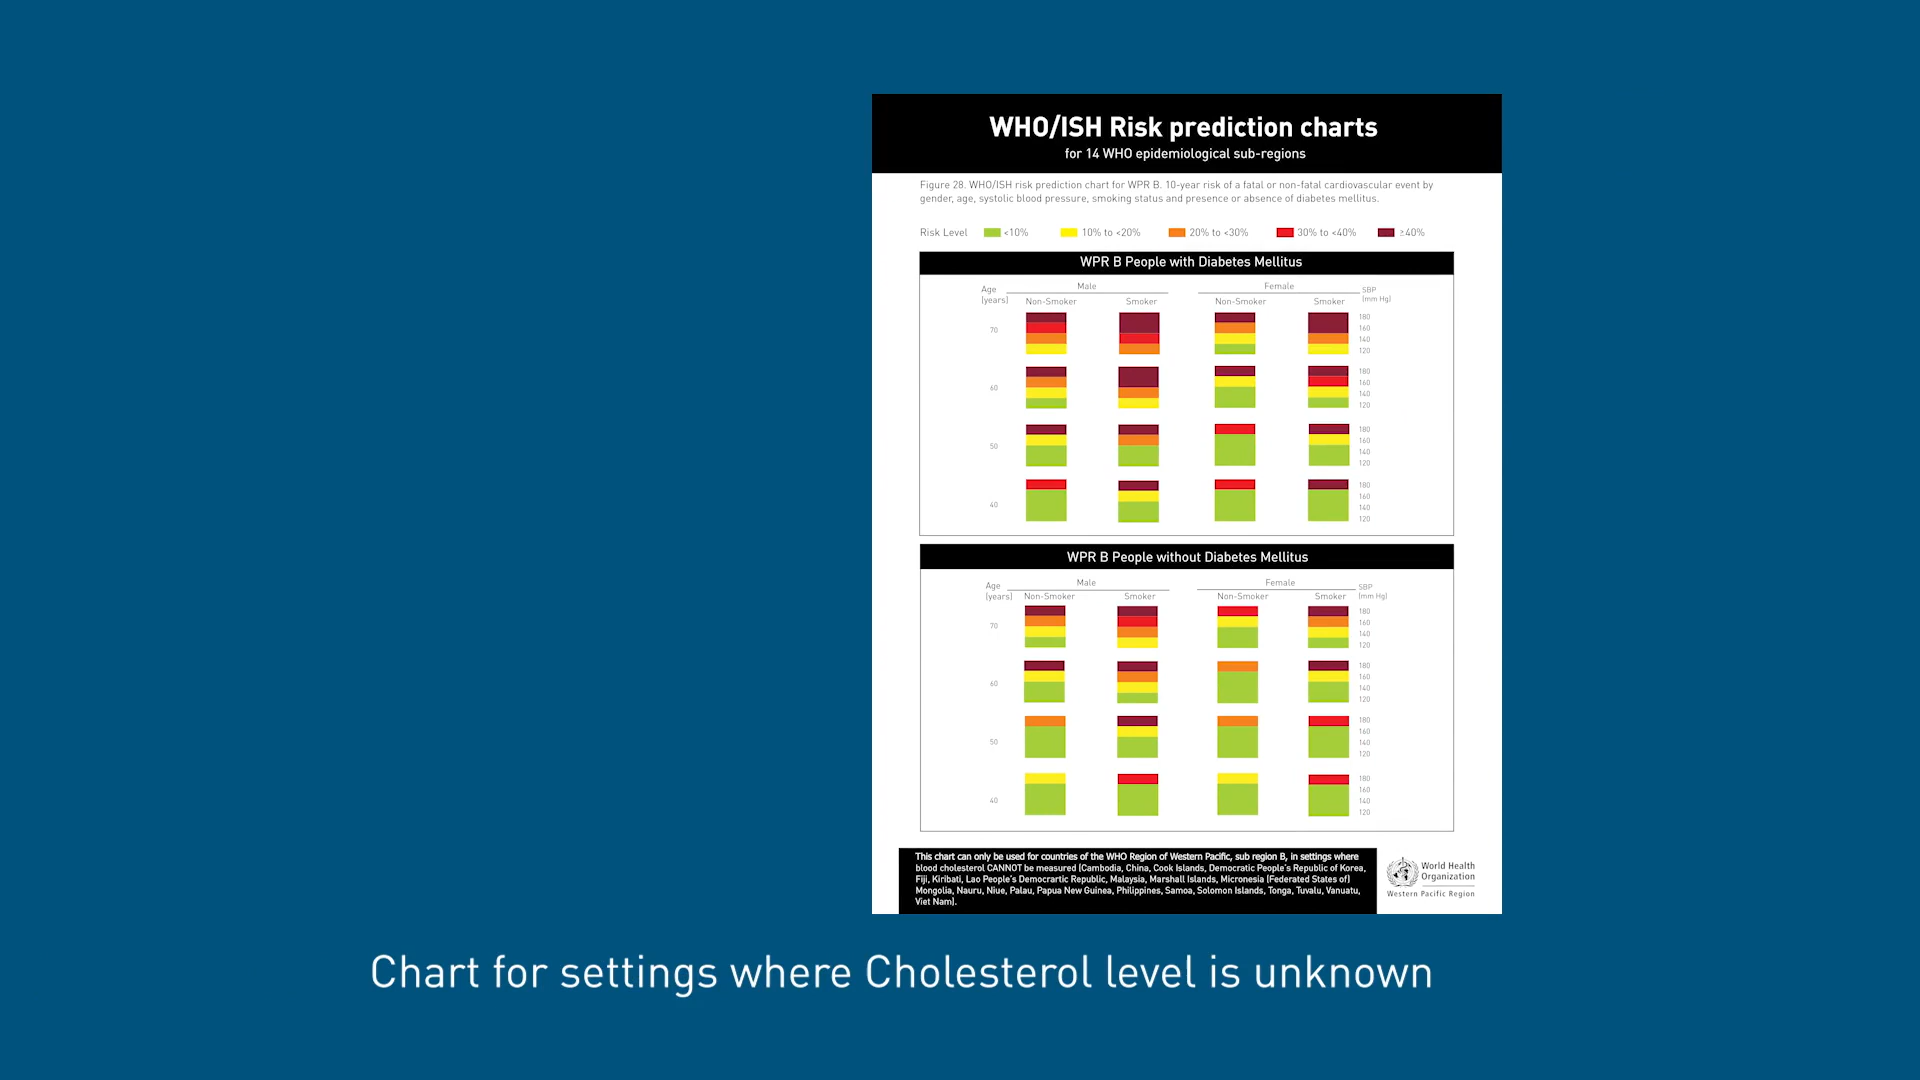 WHO/ISH Risk prediction charts
for 14 WHO epidemiological sub-regions
Figure 28. WHO/ISH risk prediction chart for WPR B. 10-year risk of a fatal or non-fatal cardiovascular event by
gender, age, systolic blood pressure, smoking status and presence or absence of diabetes mellitus.
Risk Level <10% 10% to <20% 20% to <30% 30% to <40% ≥40%
WPR B People with Diabetes Mellitus
Age Male Female SBP
(years) Non-Smoker Smoker Non-Smoker Smoker (mm Hg)
180
70 160
140
120
180
60 160
140
120
180
50 160
140
120
180
160
40 140
120
WPR B People without Diabetes Mellitus
Age Male Female SBP
(years) Non-Smoker Smoker Non-Smoker Smoker (mm Hg)
180
70 160
140
120
180
60 160
140
120
180
160
50 140
120
180
160
40 140
120
This chart can only be used for countries of the WHO Region of Western Pacific, sub region B, in settings where
blood cholesterol CANNOT be measured (Cambodia, China, Cook Islands, Democratic People's Republic of Korea,
Fiji, Kiribati, Lao People's Democrartic Republic, Malaysia, Marshall Islands, Micronesia (Federated States of)
Mongolia, Nauru, Niue, Palau, Papua New Guinea, Philippines, Samoa, Solomon Islands, Tonga, Tuvalu, Vanuatu,
Viet Nam).
World Health
Organization
Western Pacific Region
Chart for settings where Cholesterol level is unknown